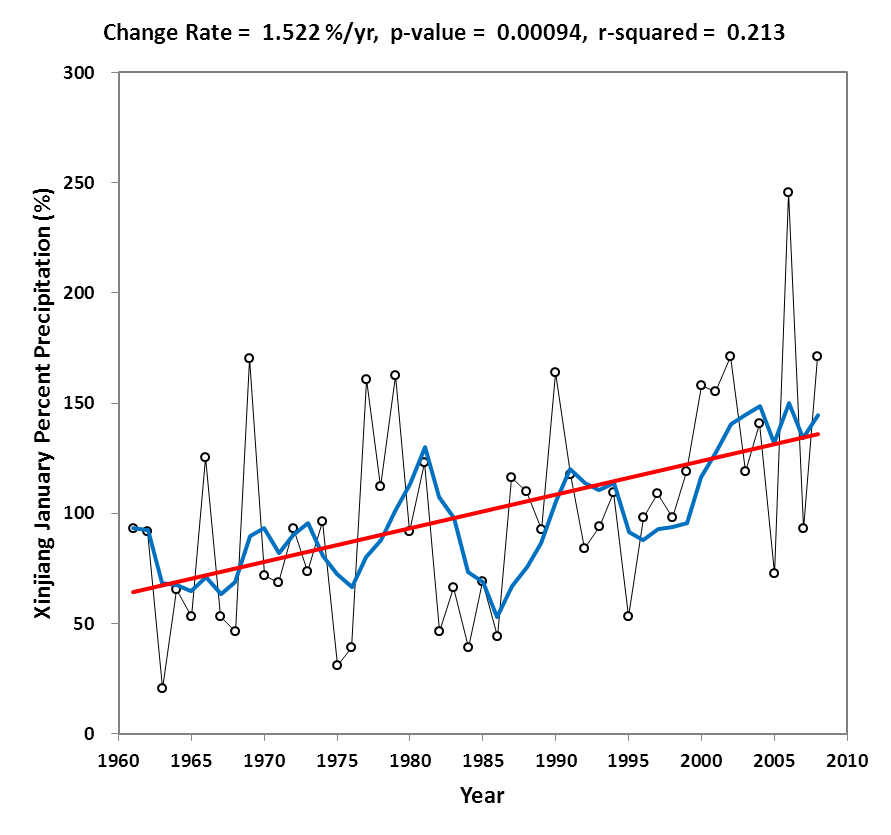 Change Rate = 1.522 %/yr, p-value = 0.00094, r-squared = 0.213
300
250
200
150
100
50
0
Xinjiang January Percent Precipitation (%)
1960 1965 1970 1975 1980 1985 1990 1995 2000 2005 2010
Year